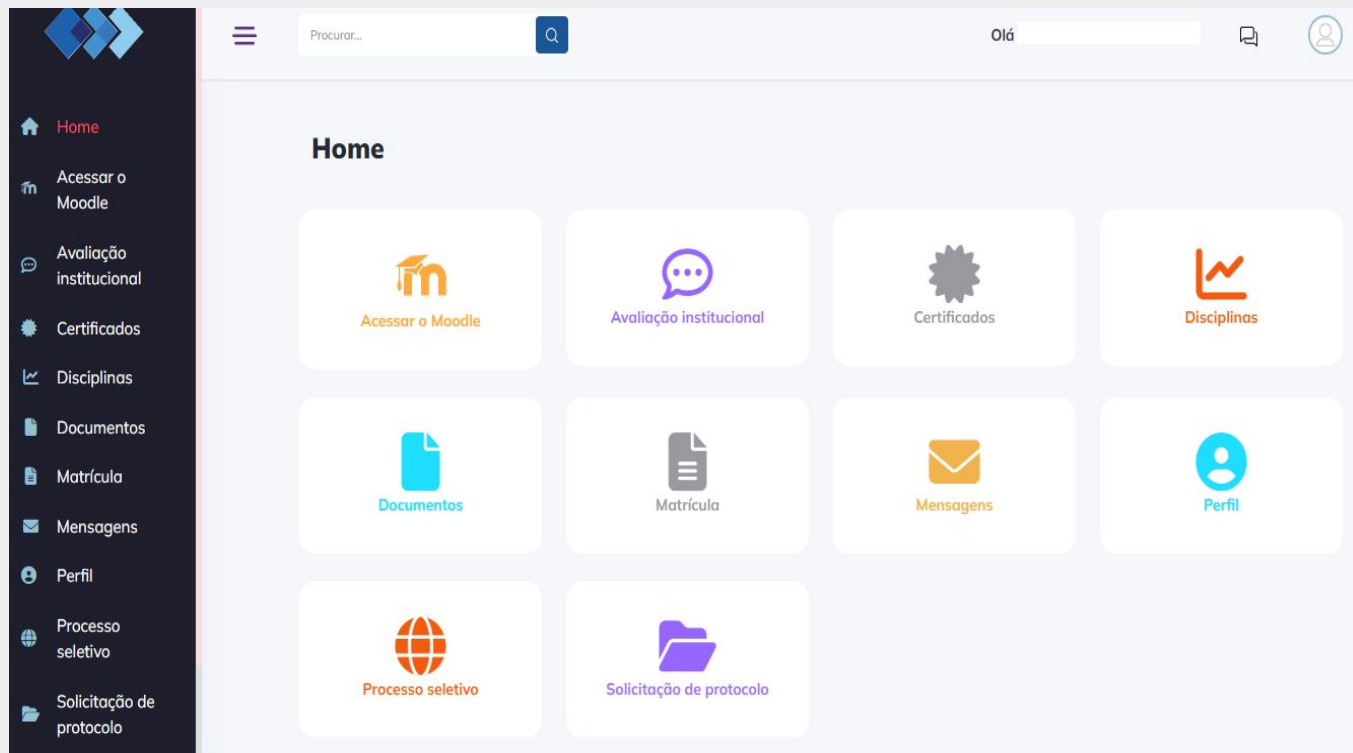 Procurar...
Olá
Home
Acessar o
Moodle
Avaliação
institucional
Certificados
Disciplinas
Documentos
Matrícula
Mensagens
Perfil
Processo
seletivo
Solicitação de
protocolo
Home
Acessar o Moodle
Avaliação institucional
Certificados
Disciplinas
Documentos
Matrícula
Mensagens
Perfil
Processo seletivo
Solicitação de protocolo